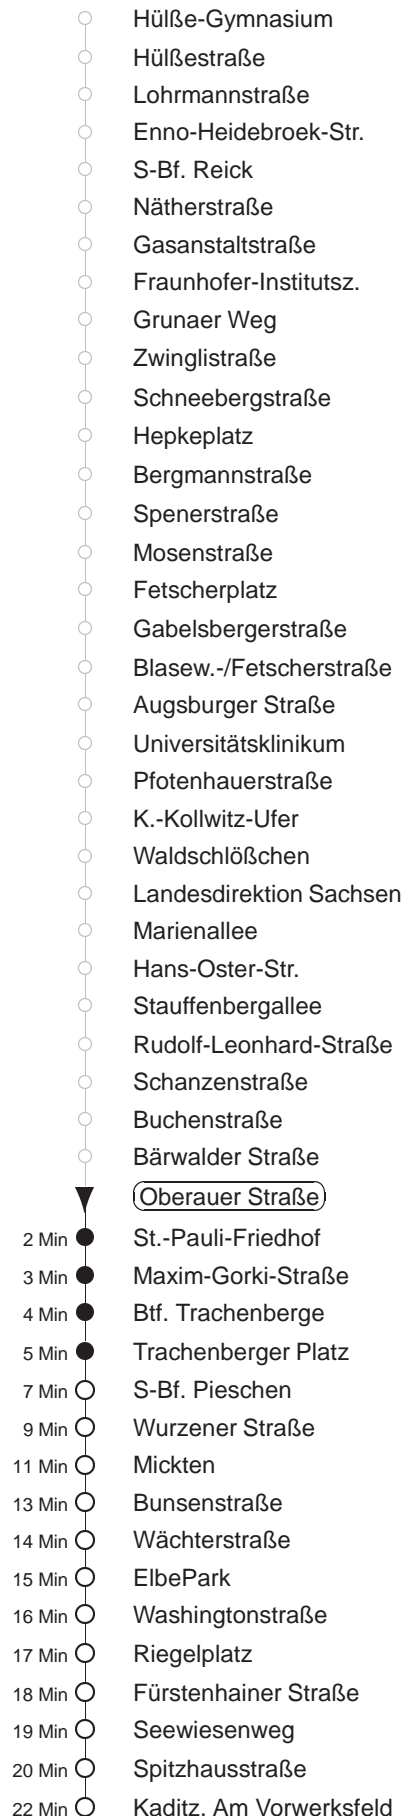 Hülße-Gymnasium
Hülßestraße
Lohrmannstraße
Enno-Heidebroek-Str.
S-Bf. Reick
Nätherstraße
Gasanstaltstraße
Fraunhofer-Institutsz.
Grunaer Weg
Zwinglistraße
Schneebergstraße
Hepkeplatz
Bergmannstraße
Spenerstraße
Mosenstraße
Fetscherplatz
Gabelsbergerstraße
Blasew.-/Fetscherstraße
Augsburger Straße
Universitätsklinikum
Pfotenhauerstraße
K.-Kollwitz-Ufer
Waldschlößchen
Landesdirektion Sachsen
Marienallee
Hans-Oster-Str.
Stauffenbergallee
Rudolf-Leonhard-Straße
Schanzenstraße
Buchenstraße
Bärwalder Straße
Oberauer Straße
2 Min St.-Pauli-Friedhof
3 Min Maxim-Gorki-Straße
4 Min Btf. Trachenberge
5 Min Trachenberger Platz
7 Min S-Bf. Pieschen
9 Min Wurzener Straße
11 Min Mickten
13 Min Bunsenstraße
14 Min Wächterstraße
15 Min ElbePark
16 Min Washingtonstraße
17 Min Riegelplatz
18 Min Fürstenhainer Straße
19 Min Seewiesenweg
20 Min Spitzhausstraße
22 Min Kaditz, Am Vorwerksfeld